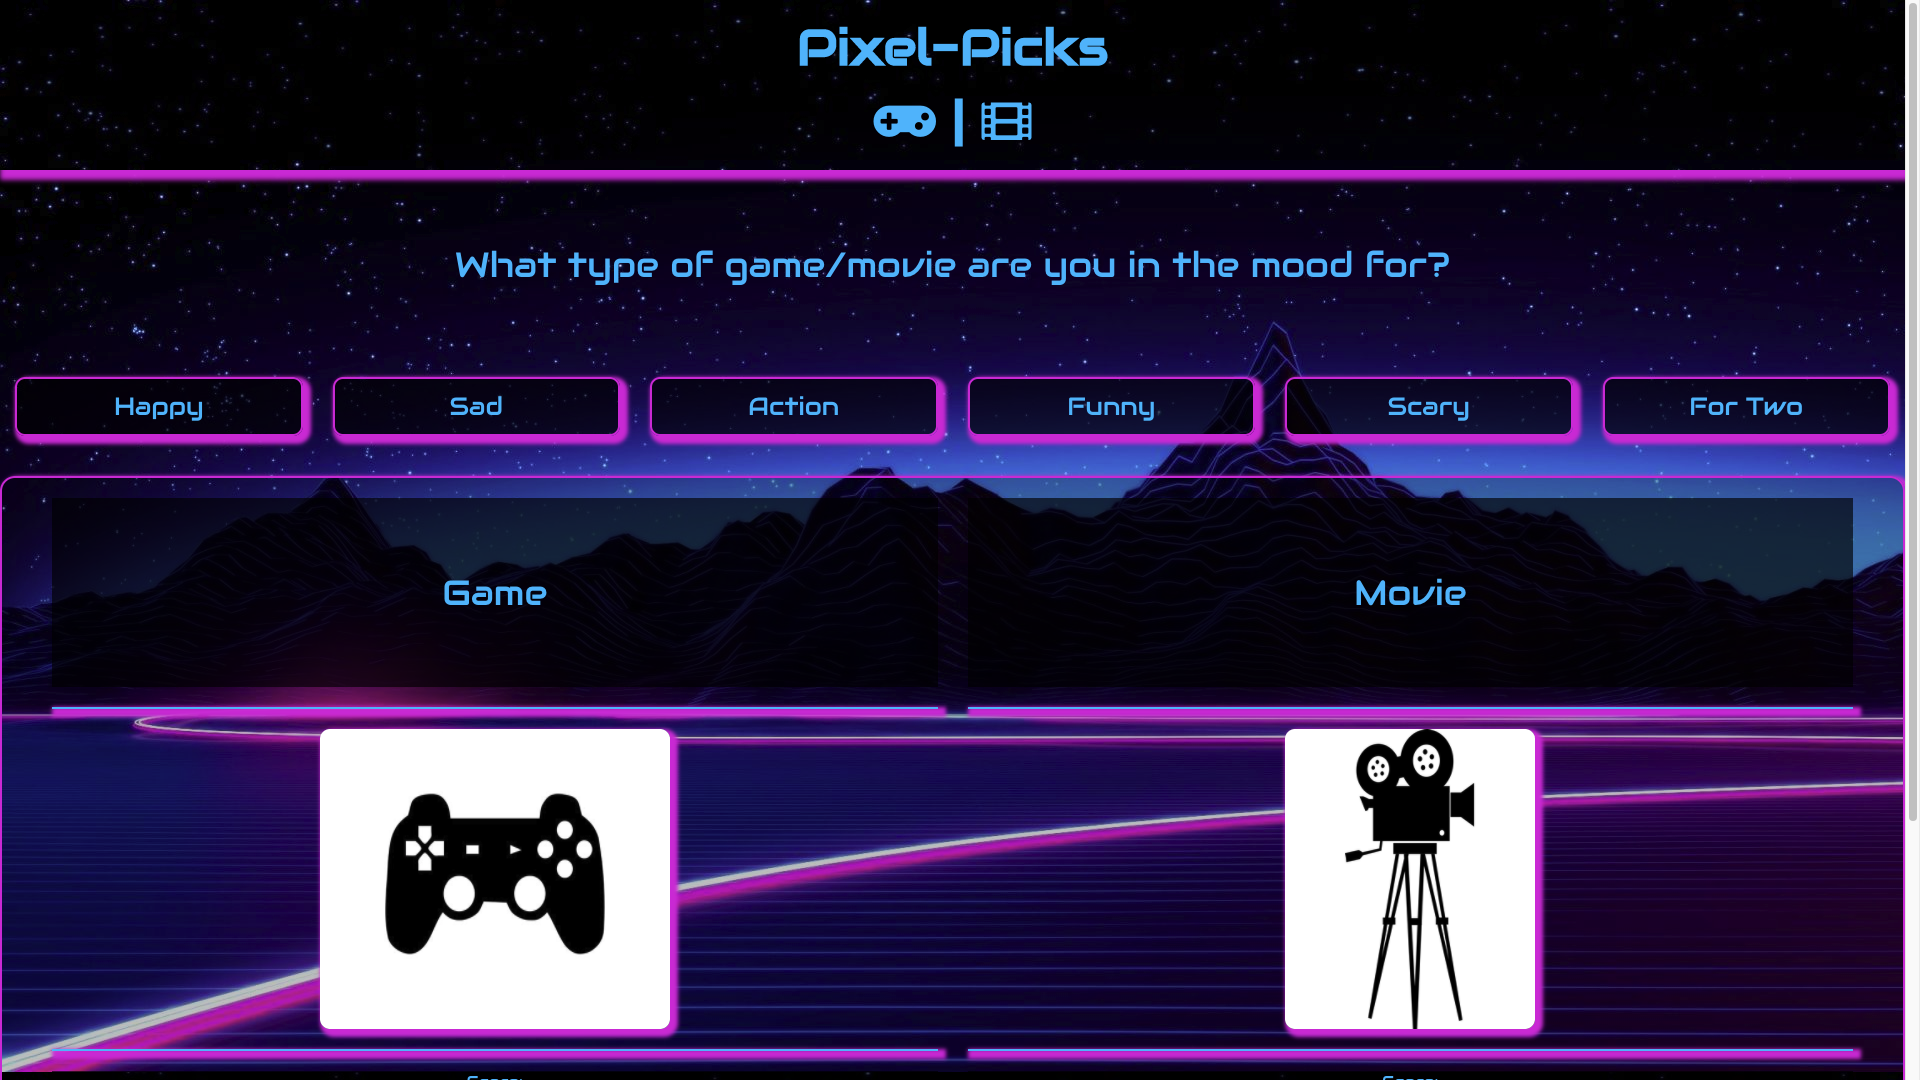 Pixel-Picks
What type of game/movie are you in the mood for?
Happy
Sad
Action
Funny
Scary
For Two
Game
Movie